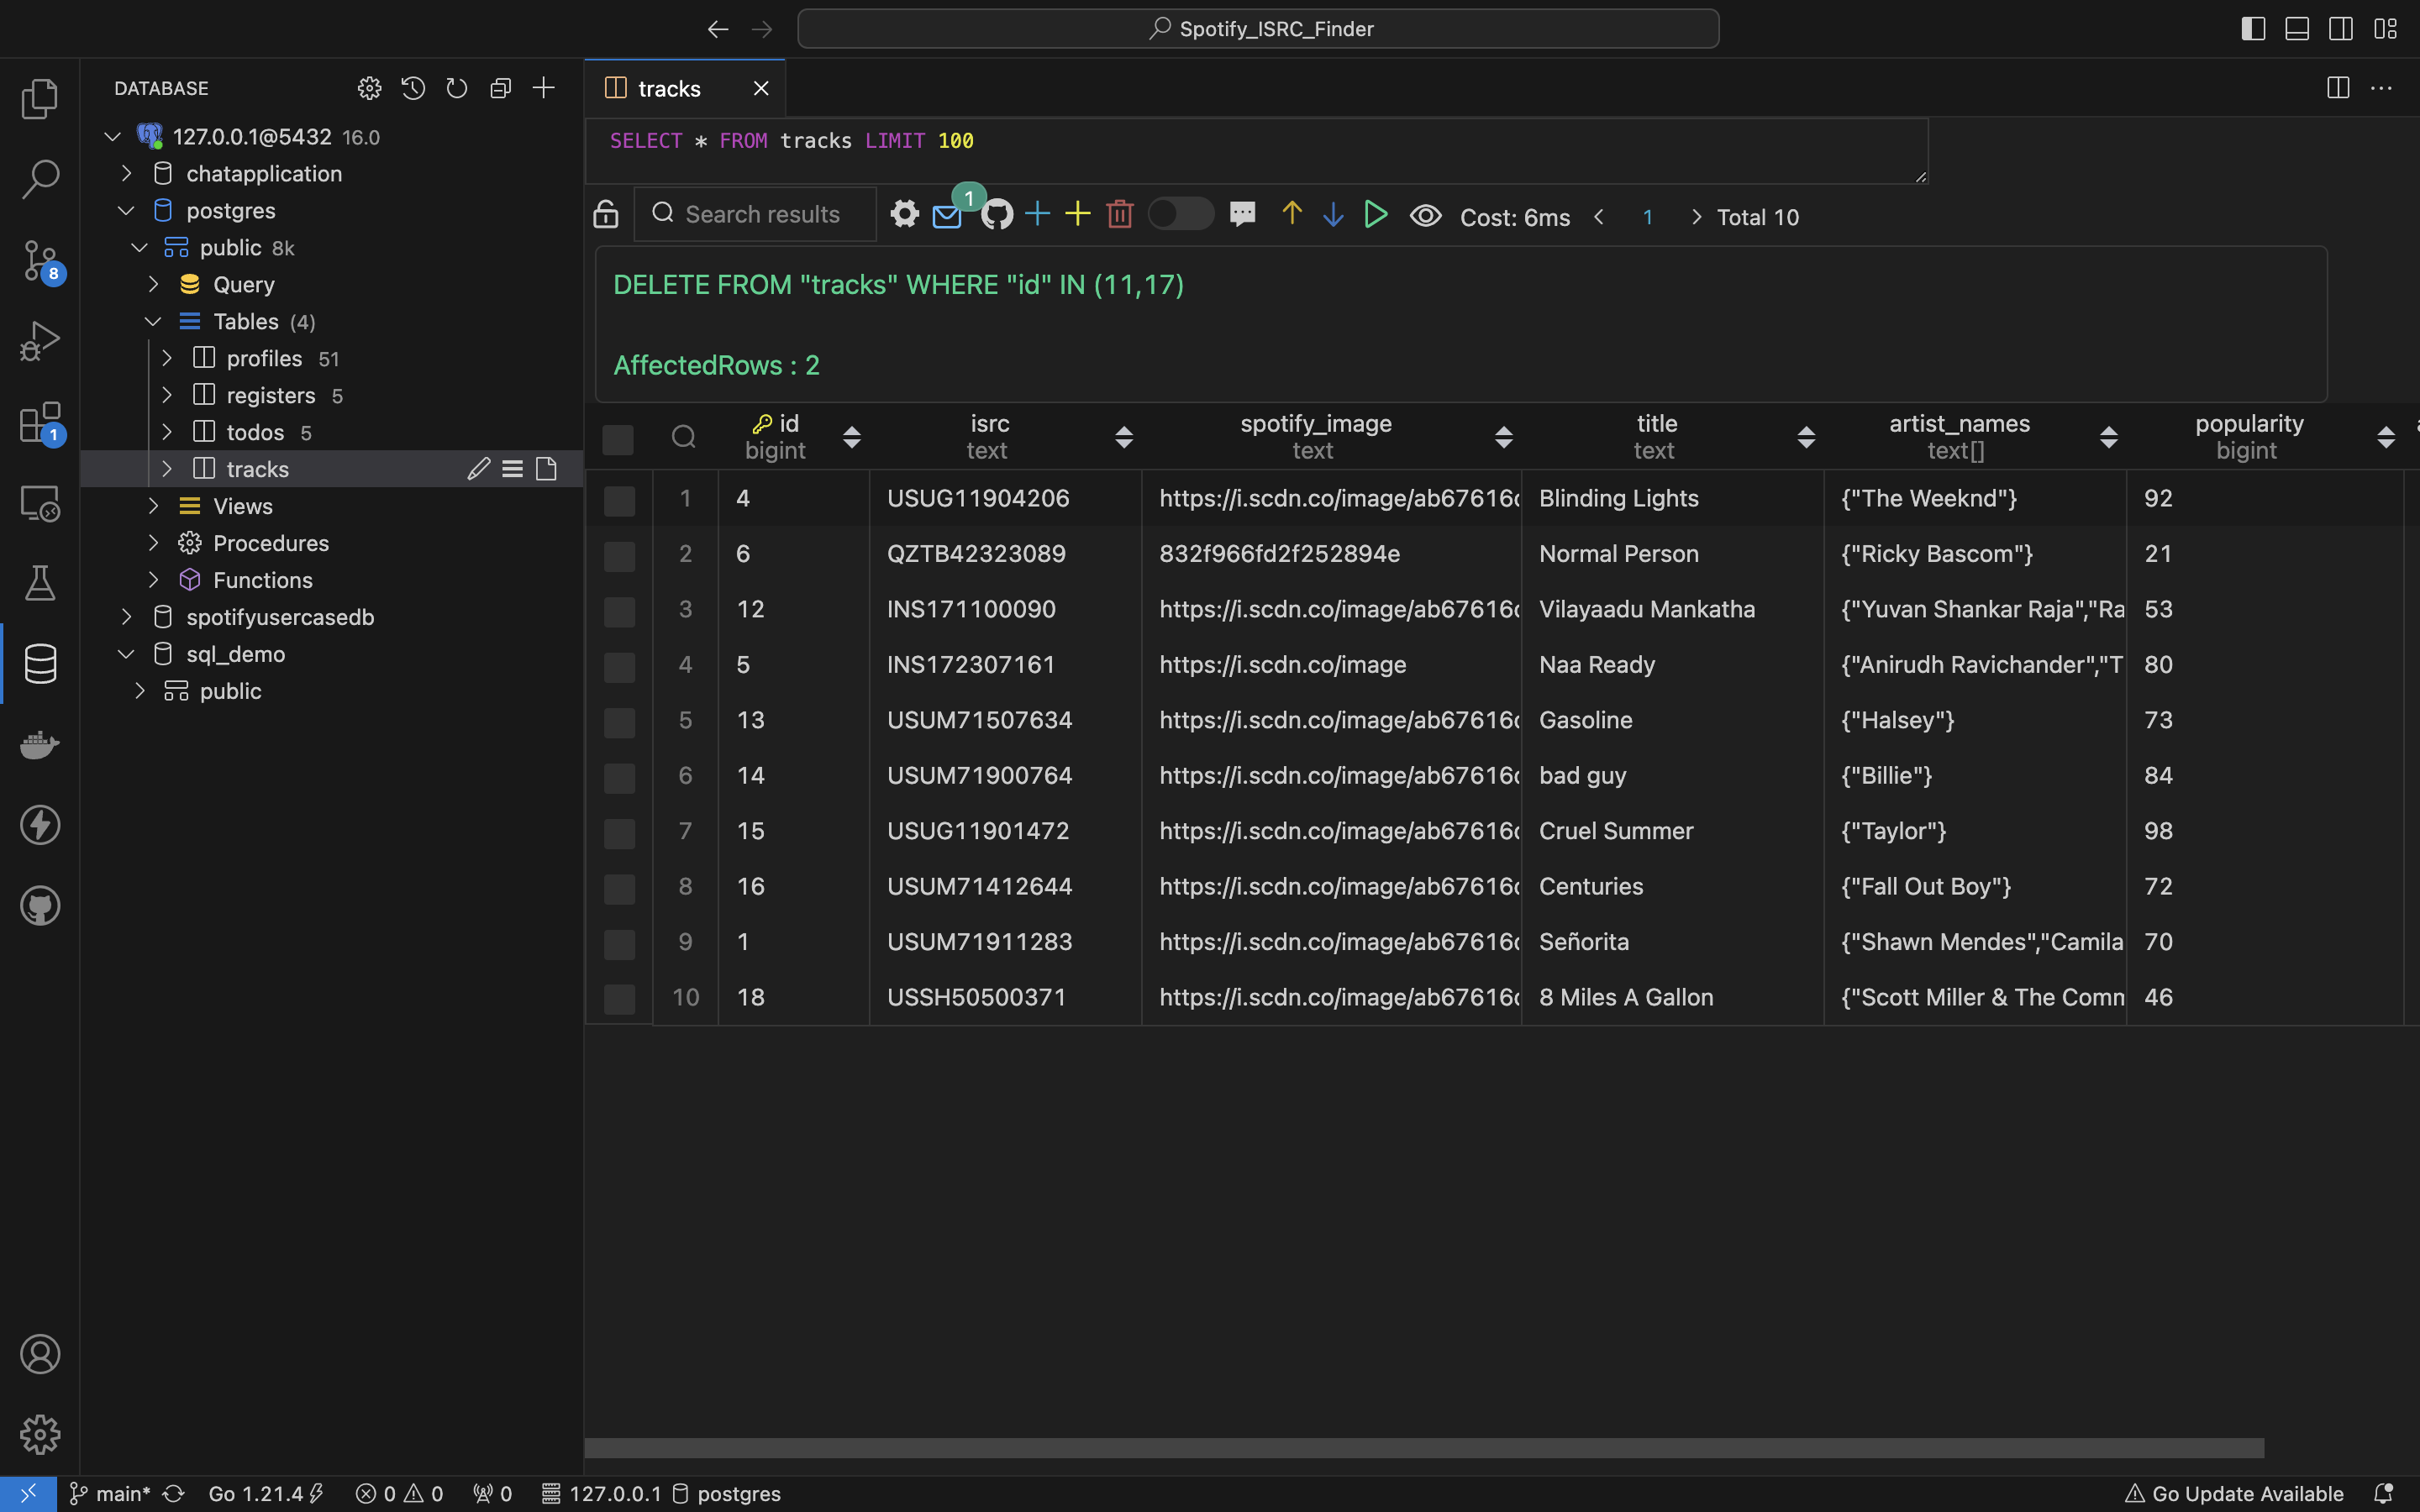 Spotify_ISRC_Finder
DATABASE
127.0.0.1@5432 16.0
chatapplication
postgres
public 8k
Query
Tables (4)
profiles 51
registers 5
todos 5
tracks
Views
Procedures
Functions
spotifyusercasedb
sql_demo
public
8
1
tracks
SELECT * FROM tracks LIMIT 100
Search results
1
Cost: 6ms
1
Total 10
DELETE FROM "tracks" WHERE "id" IN (11,17)
AffectedRows : 2
id isrc spotify_image title artist_names popularity
bigint text text text text[] bigint
1 4 USUG11904206 https://i.scdn.co/image/ab67616 Blinding Lights {"The Weeknd"} 92
2 6 QZTB42323089 832f966fd2f252894e Normal Person {"Ricky Bascom"} 21
3 12 INS171100090 https://i.scdn.co/image/ab67616 Vilayaadu Mankatha {"Yuvan Shankar Raja","Ra 53
4 5 INS172307161 https://i.scdn.co/image Naa Ready {"Anirudh Ravichander","T 80
5 13 USUM71507634 https://i.scdn.co/image/ab67616 Gasoline {"Halsey"} 73
6 14 USUM71900764 https://i.scdn.co/image/ab67616 bad guy {"Billie"} 84
7 15 USUG11901472 https://i.scdn.co/image/ab67616 Cruel Summer {"Taylor"} 98
8 16 USUM71412644 https://i.scdn.co/image/ab67616 Centuries {"Fall Out Boy"} 72
9 1 USUM71911283 https://i.scdn.co/image/ab67616 Señorita {"Shawn Mendes","Camila 70
10 18 USSH50500371 https://i.scdn.co/image/ab67616 8 Miles A Gallon {"Scott Miller & The Com 46
main* Go 1.21.4 0 0 0 127.0.0.1 postgres Go Update Available